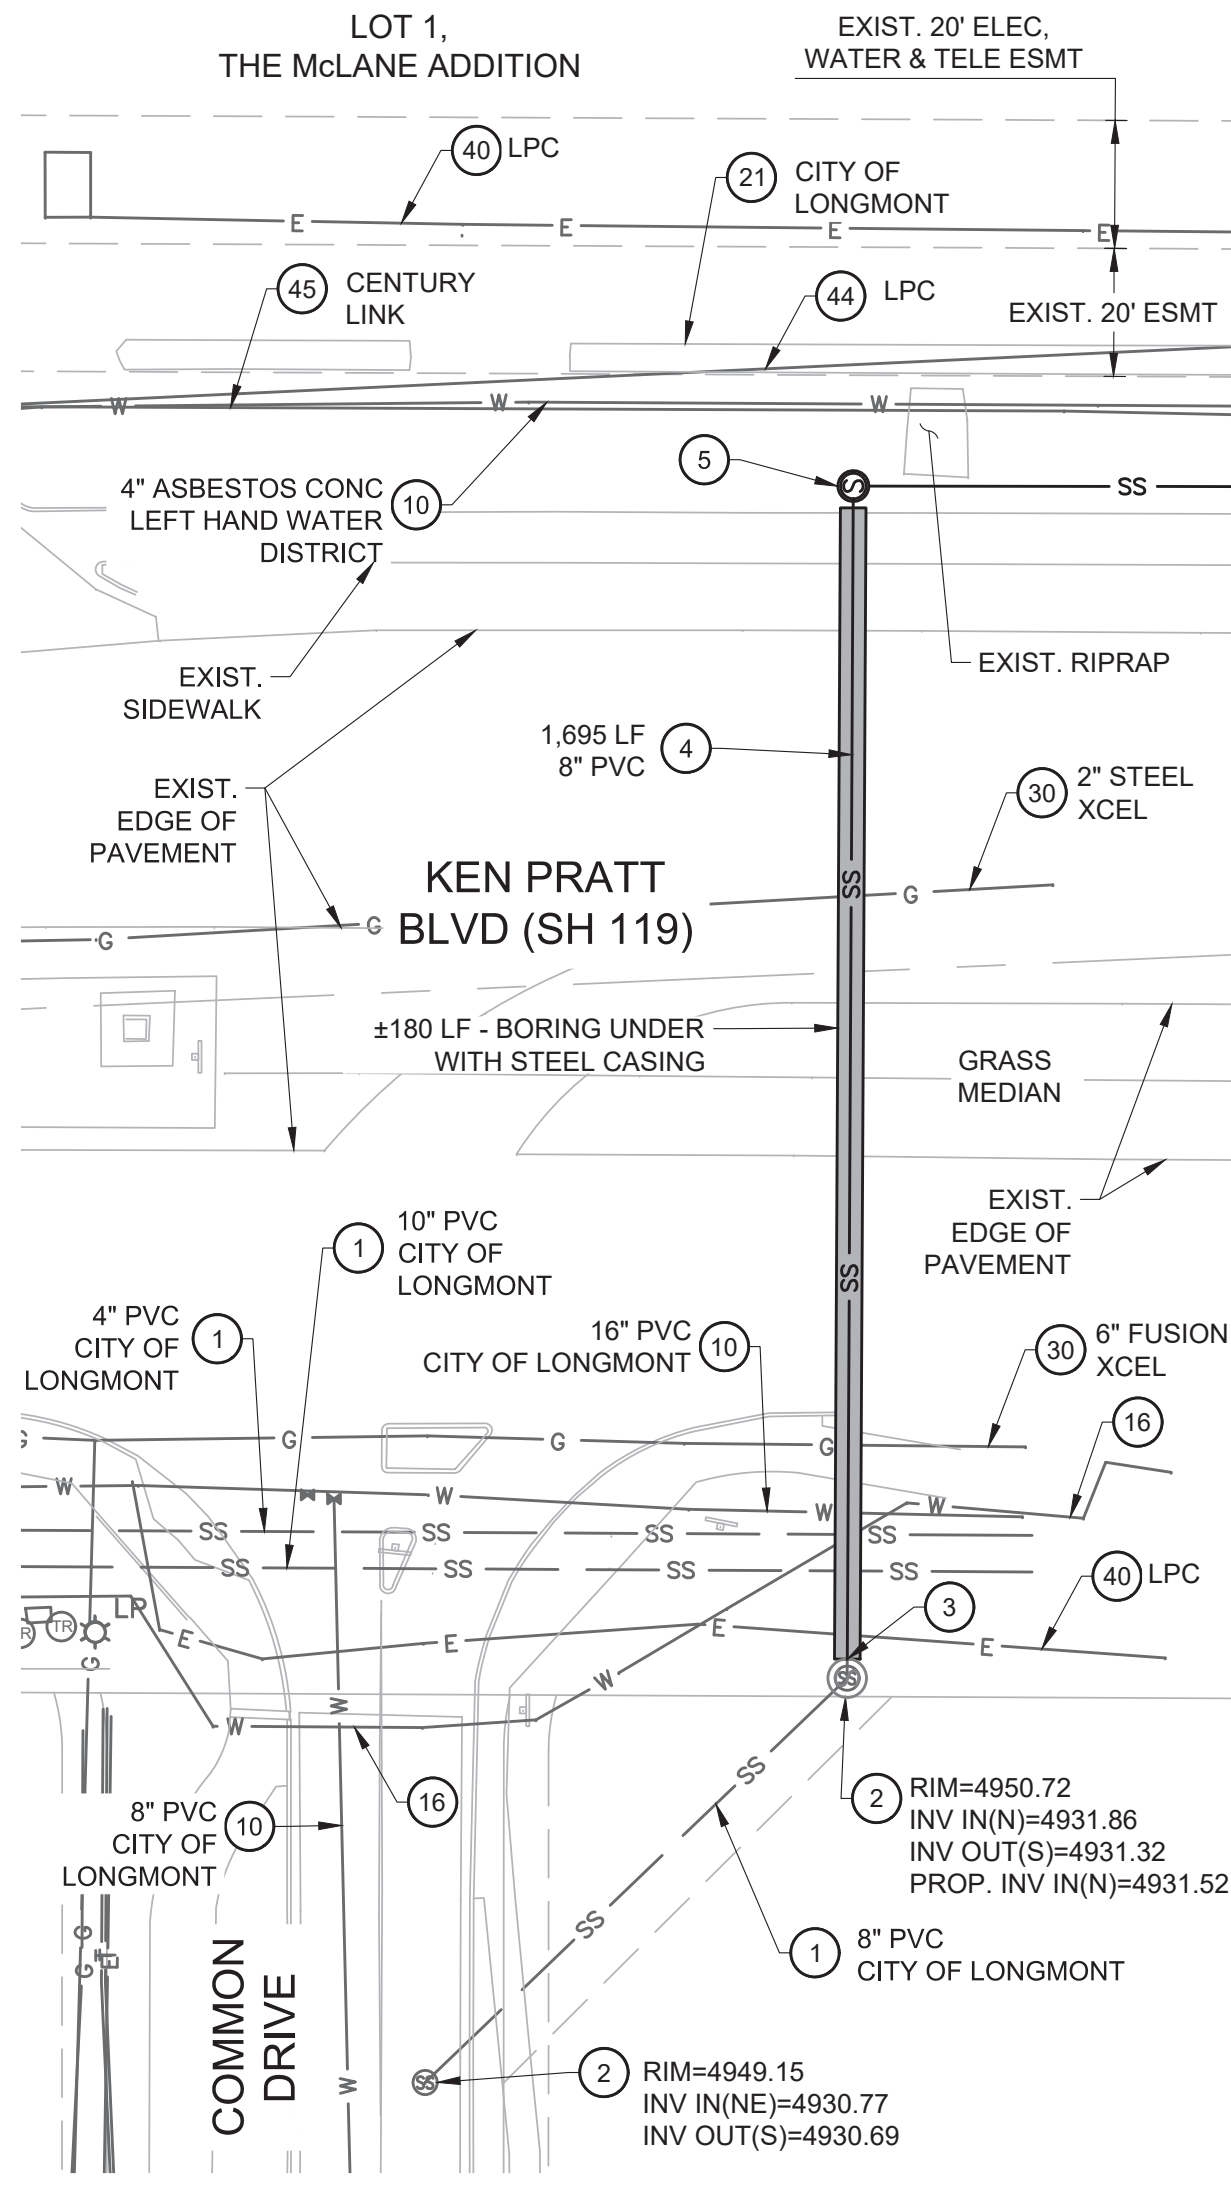 LOT 1,
THE McLANE ADDITION
EXIST. 20' ELEC,
WATER & TELE ESMT
40 LPC
21 CITY OF
LONGMONT
E E E E
45 CENTURY
LINK
44 LPC
EXIST. 20' ESMT
W W W
5
S
SS
4" ASBESTOS CONC
LEFT HAND WATER
DISTRICT
10
EXIST.
SIDEWALK
EXIST. RIPRAP
1,695 LF
8" PVC
4
EXIST.
EDGE OF
PAVEMENT
30 2" STEEL
XCEL
KEN PRATT
BLVD (SH 119)
SS
G
G
G
±180 LF - BORING UNDER
WITH STEEL CASING
GRASS
MEDIAN
EXIST.
EDGE OF
PAVEMENT
1 10" PVC
CITY OF
LONGMONT
SS
4" PVC
CITY OF
LONGMONT
1
16" PVC
CITY OF LONGMONT
10
30 6" FUSION
XCEL
16
G G G G
W W W W
SS SS SS SS
SS SS SS SS
40 LPC
LP
R TR
3
E E E E
G
SS
W
W
W
16
SS
2 RIM=4950.72
INV IN(N)=4931.86
INV OUT(S)=4931.32
PROP. INV IN(N)=4931.52
8" PVC
CITY OF
LONGMONT
10
SS
1 8" PVC
CITY OF LONGMONT
G
G
ET
COMMON
DRIVE
W
SS
2 RIM=4949.15
INV IN(NE)=4930.77
INV OUT(S)=4930.69